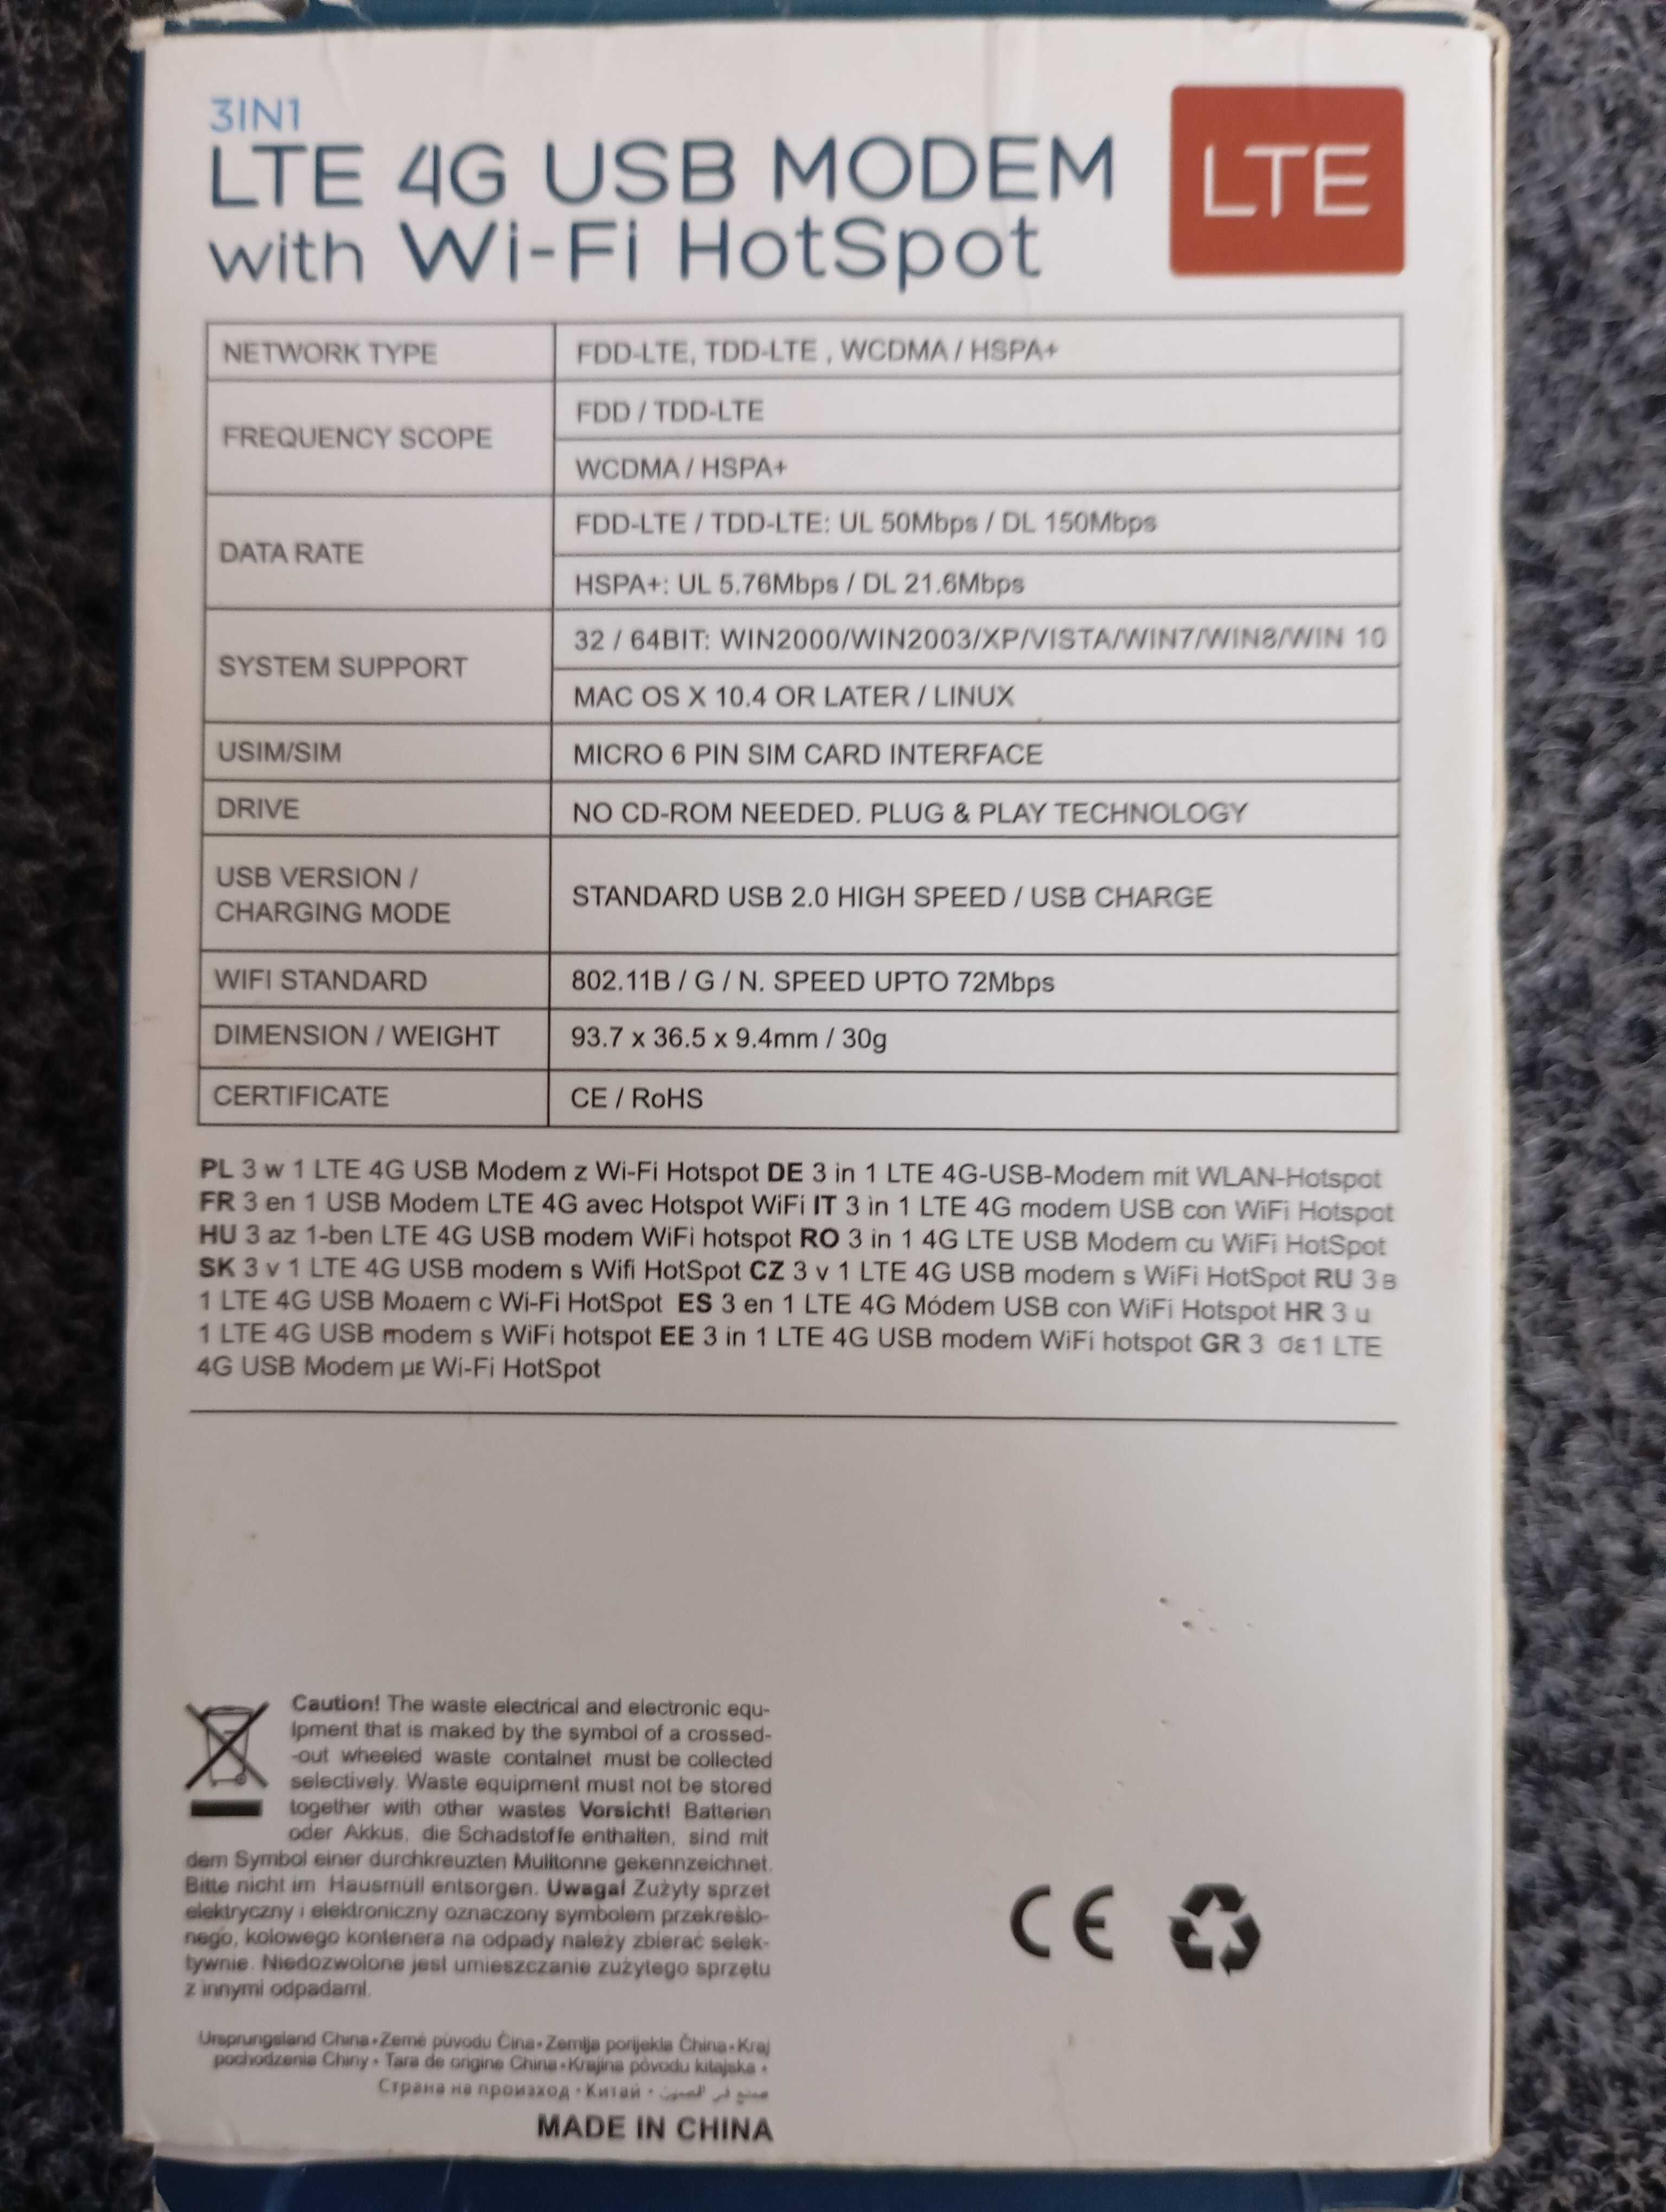 3IN1
LTE 4G USB MODEM
with Wi-Fi HotSpot
LTE
NETWORK TYPE
FDD-LTE, TDD-LTE , WCDMA / HSPA+
FREQUENCY SCOPE
FDD / TDD-LTE
WCDMA / HSPA+
DATA RATE
FDD-LTE / TDD-LTE: UL 50Mbps / DL 150Mbps
HSPA+: UL 5.76Mbps / DL 21.6Mbps
SYSTEM SUPPORT
32 / 64BIT: WIN2000/WIN2003/XP/VISTA/WIN7/WIN8/WIN 10
MAC OS X 10.4 OR LATER / LINUX
USIM/SIM
MICRO 6 PIN SIM CARD INTERFACE
DRIVE
NO CD-ROM NEEDED. PLUG & PLAY TECHNOLOGY
USB VERSION /
CHARGING MODE
STANDARD USB 2.0 HIGH SPEED / USB CHARGE
WIFI STANDARD
802.11B / G / N. SPEED UPTO 72Mbps
DIMENSION / WEIGHT
93.7 x 36.5 x 9.4mm / 30g
CERTIFICATE
CE / RoHS
PL 3 w 1 LTE 4G USB Modem z Wi-Fi Hotspot DE 3 in 1 LTE 4G-USB-Modem mit WLAN-Hotspot
FR 3 en 1 USB Modem LTE 4G avec Hotspot WiFi IT 3 in 1 LTE 4G modem USB con WiFi Hotspot
HU 3 az 1-ben LTE 4G USB modem WiFi hotspot RO 3 in 1 4G LTE USB Modem cu WiFi HotSpot
SK 3 v 1 LTE 4G USB modem s Wifi HotSpot CZ 3 v 1 LTE 4G USB modem s WiFi HotSpot RU 3 в
1 LTE 4G USB Модем с Wi-Fi HotSpot ES 3 en 1 LTE 4G Módem USB con WiFi Hotspot HR 3 u
1 LTE 4G USB modem s WiFi hotspot EE 3 in 1 LTE 4G USB modem WiFi hotspot GR 3 σε 1 LTE
4G USB Modem με Wi-Fi HotSpot
Caution! The waste electrical and electronic equ-
ipment that is maked by the symbol of a crossed-
-out wheeled waste containet must be collected
selectively. Waste equipment must not be stored
together with other wastes Vorsicht! Batterien
oder Akkus, die Schadstoffe enthalten, sind mit
dem Symbol einer durchkreuzten Mulltonne gekennzeichnet.
Bitte nicht im Hausmüll entsorgen. Uwaga! Zużyty sprzet
elektryczny i elektroniczny oznaczony symbolem przekreślo-
nego, kolowego kontenera na odpady należy zbierać selek-
tywnie. Niedozwolone jest umieszczanie zużytego sprzętu
z innymi odpadami.
CE
Ursprungsland China • Země původu Čína • Zemlja porijekla China • Kraj
pochodzenia Chiny • Tara de origine China • Krajina pôvodu kitajska •
Страна на произход • Китай • صنع في الصين
MADE IN CHINA